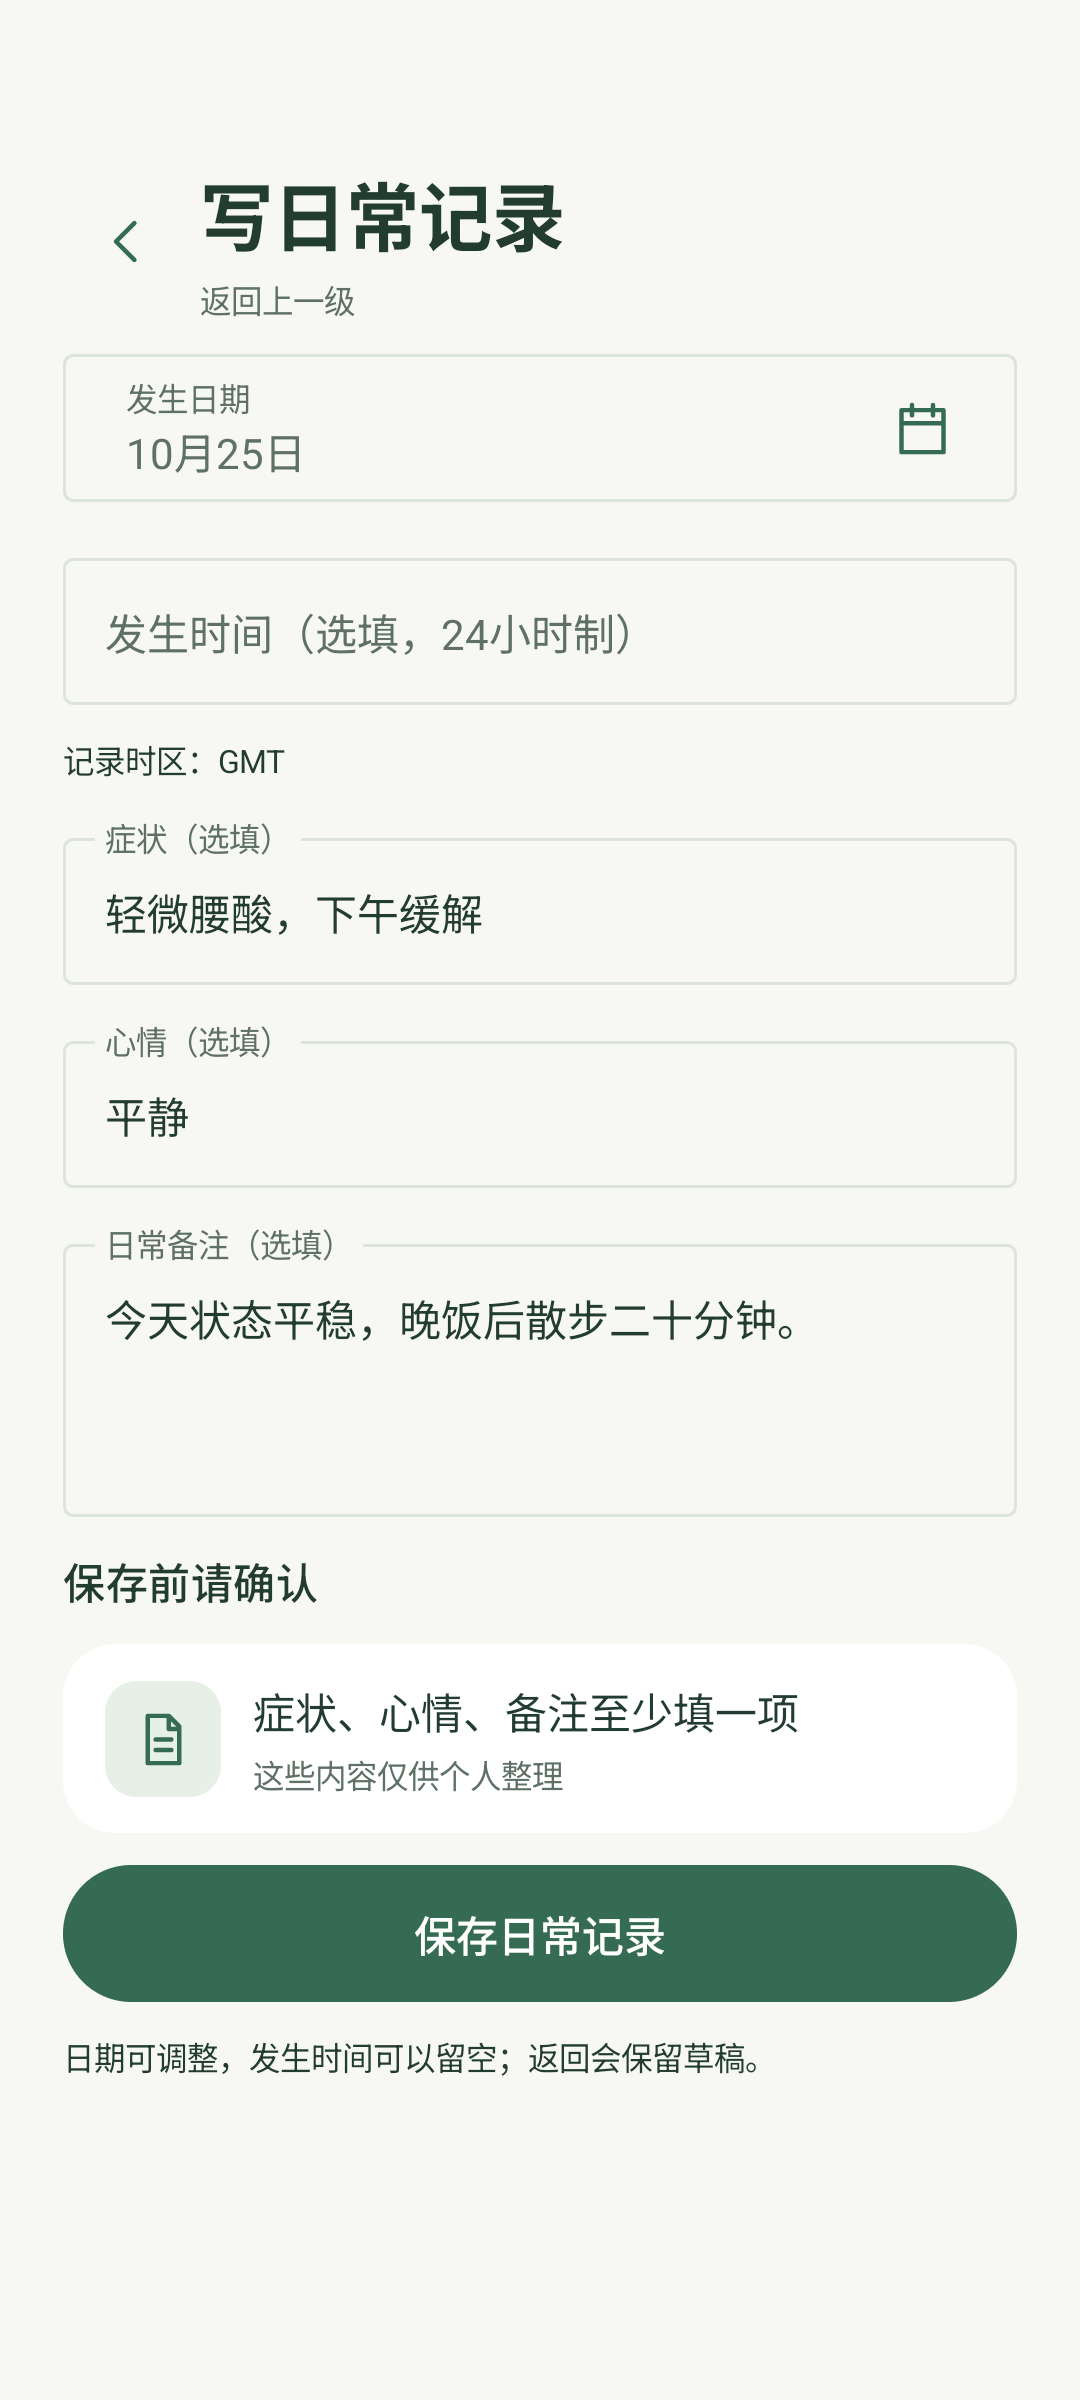 写日常记录
返回上一级
发生日期
10月25日
发生时间（选填，24小时制）
记录时区：GMT
症状（选填）
轻微腰酸，下午缓解
心情（选填）
平静
日常备注（选填）
今天状态平稳，晚饭后散步二十分钟。
保存前请确认
症状、心情、备注至少填一项
这些内容仅供个人整理
保存日常记录
日期可调整，发生时间可以留空；返回会保留草稿。